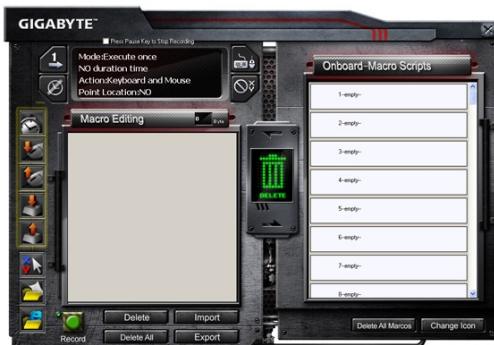 GIGABYTE™
Press Pause Key to Stop Recording
1
Mode:Execute once
NO duration time
Action:Keyboard and Mouse
Point Location:NO
Macro Editing
0 Byte
DELETE
Record
Delete
Import
Delete All
Export
Onboard-Macro Scripts
1-empty-
2-empty-
3-empty-
4-empty-
5-empty-
6-empty-
7-empty-
8-empty-
Delete All Marcos
Change Icon